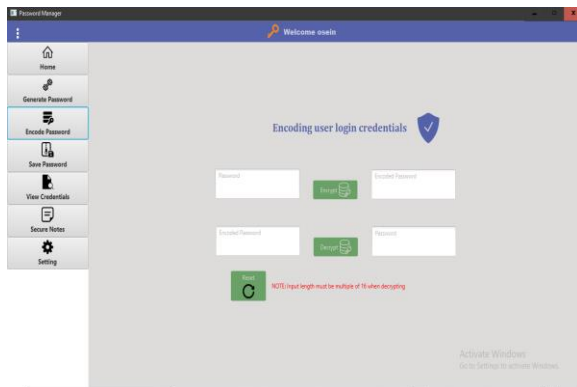 Password Manager
Welcome osein
Home
Generate Password
Encode Password
Save Password
View Credentials
Secure Notes
Setting
Encoding user login credentials
Password
Decrypt
Encoded Password
Encoded Password
Decrypt
Password
Reset
NOTE: Input length must be multiple of 16 when decrypting
Activate Windows
Go to Settings to activate Windows.